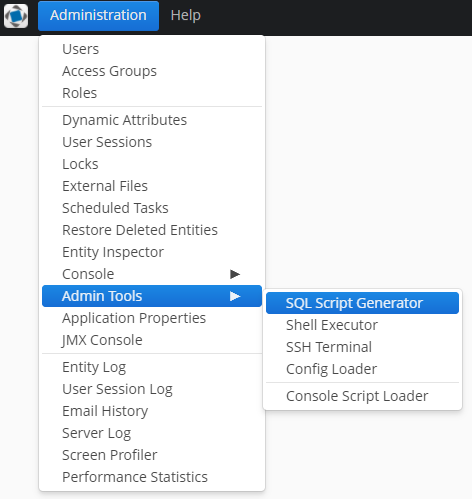 Administration Help
Users
Access Groups
Roles
Dynamic Attributes
User Sessions
Locks
External Files
Scheduled Tasks
Restore Deleted Entities
Entity Inspector
Console
Admin Tools
Application Properties
JMX Console
Entity Log
User Session Log
Email History
Server Log
Screen Profiler
Performance Statistics
SQL Script Generator
Shell Executor
SSH Terminal
Config Loader
Console Script Loader